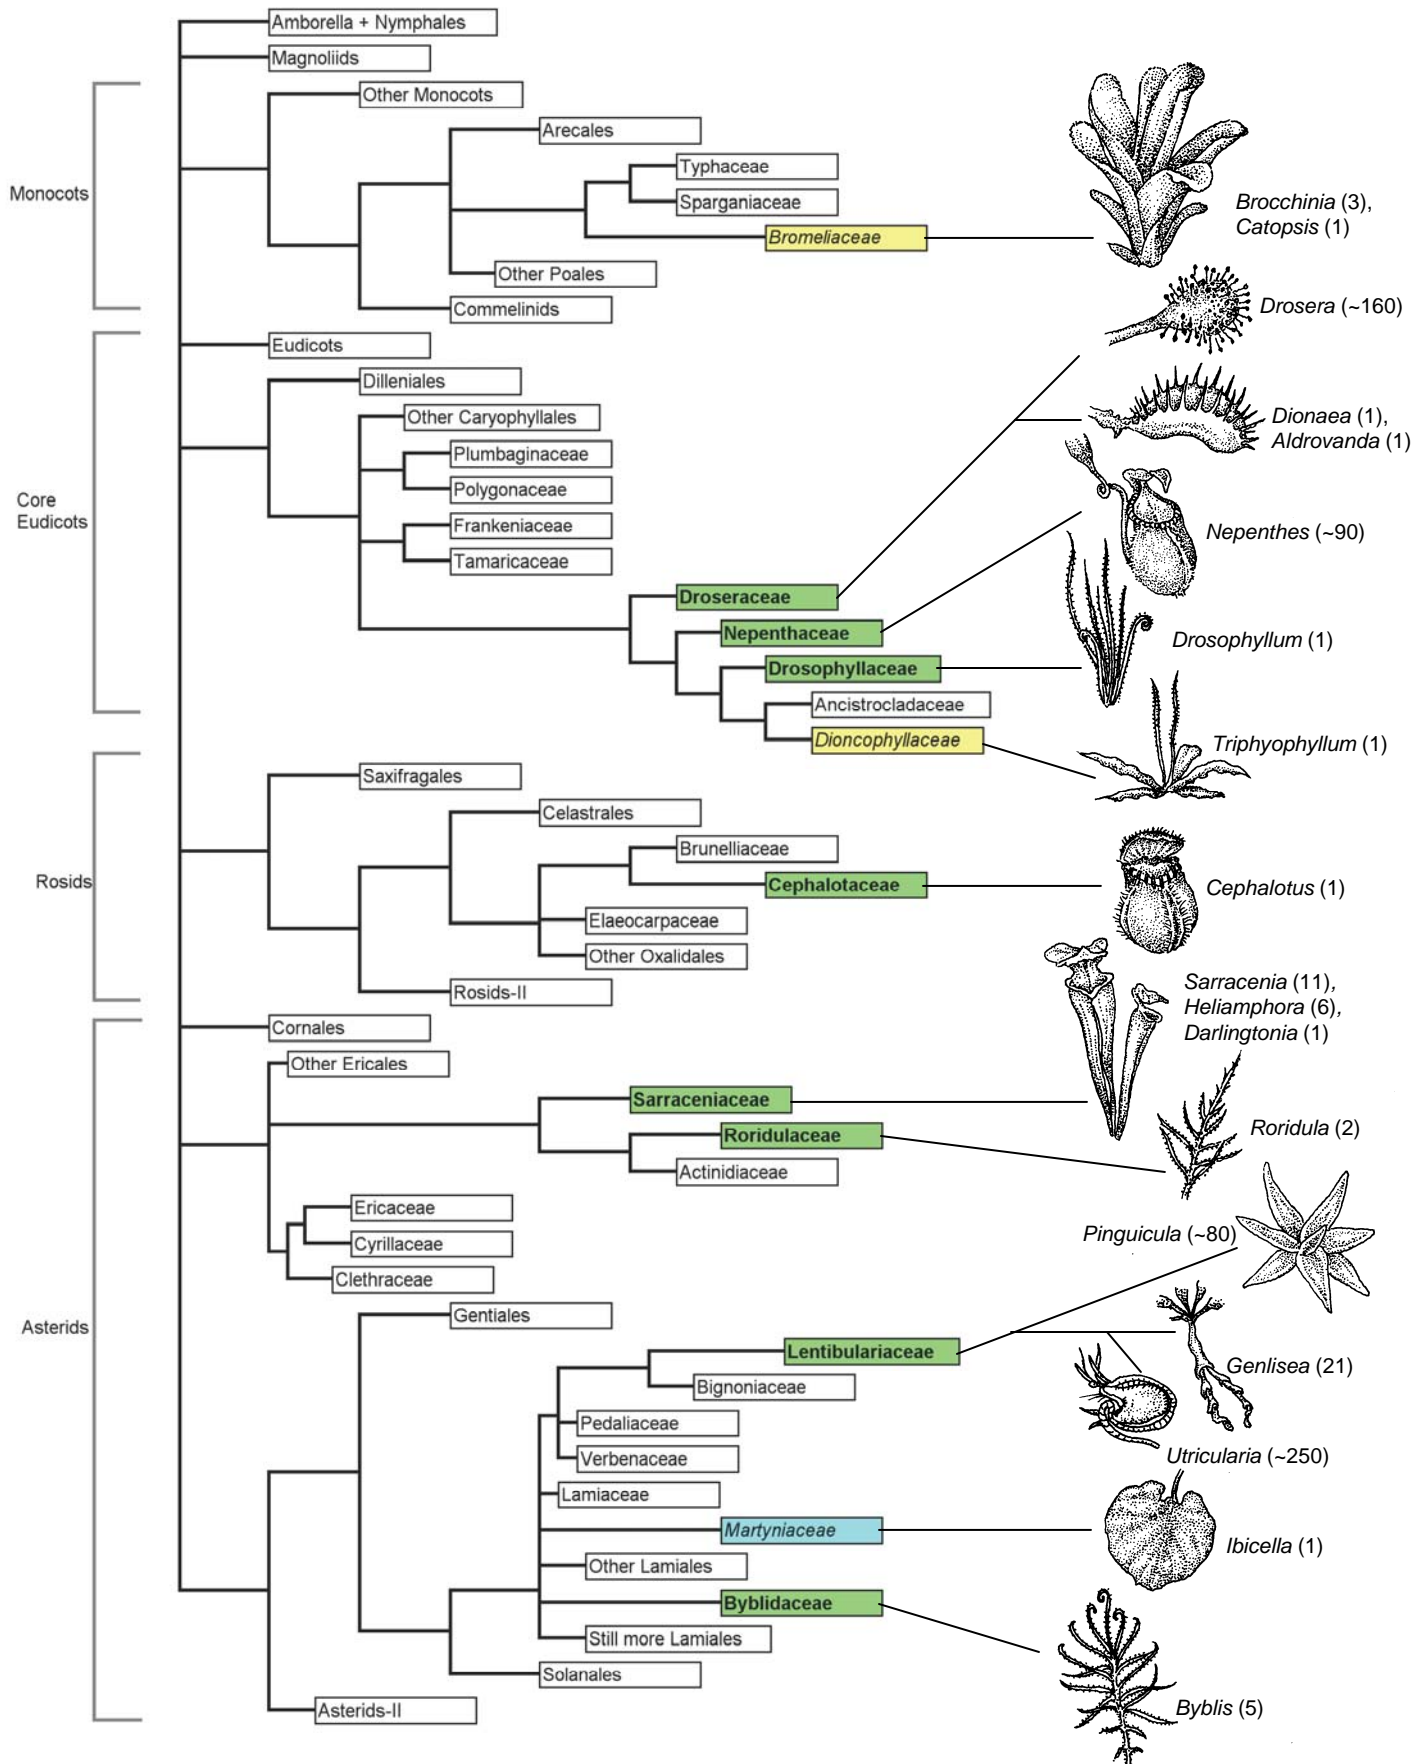 Amborella + Nymphales
Magnoliids
Monocots
Other Monocots
Arecales
Typhaceae
Sparganiaceae
Bromeliaceae
Brocchinia (3),
Catopsis (1)
Other Poales
Commelinids
Drosera (~160)
Core
Eudicots
Eudicots
Dilleniales
Other Caryophyllales
Dionaea (1),
Aldrovanda (1)
Plumbaginaceae
Polygonaceae
Frankeniaceae
Tamaricaceae
Nepenthes (~90)
Droseraceae
Nepenthaceae
Drosophyllaceae
Drosophyllum (1)
Ancistrocladaceae
Dioncophyllaceae
Triphyophyllum (1)
Rosids
Saxifragales
Celastrales
Brunelliaceae
Cephalotaceae
Cephalotus (1)
Elaeocarpaceae
Other Oxalidales
Rosids-II
Sarracenia (11),
Heliamphora (6),
Darlingtonia (1)
Asterids
Cornales
Other Ericales
Sarraceniaceae
Roridulaceae
Roridula (2)
Actinidiaceae
Ericaceae
Cyrillaceae
Clethraceae
Pinguicula (~80)
Gentiales
Lentibulariaceae
Bignoniaceae
Genlisea (21)
Pedaliaceae
Verbenaceae
Utricularia (~250)
Lamiaceae
Martyniaceae
Ibicella (1)
Other Lamiales
Byblidaceae
Still more Lamiales
Solanales
Asterids-II
Byblis (5)